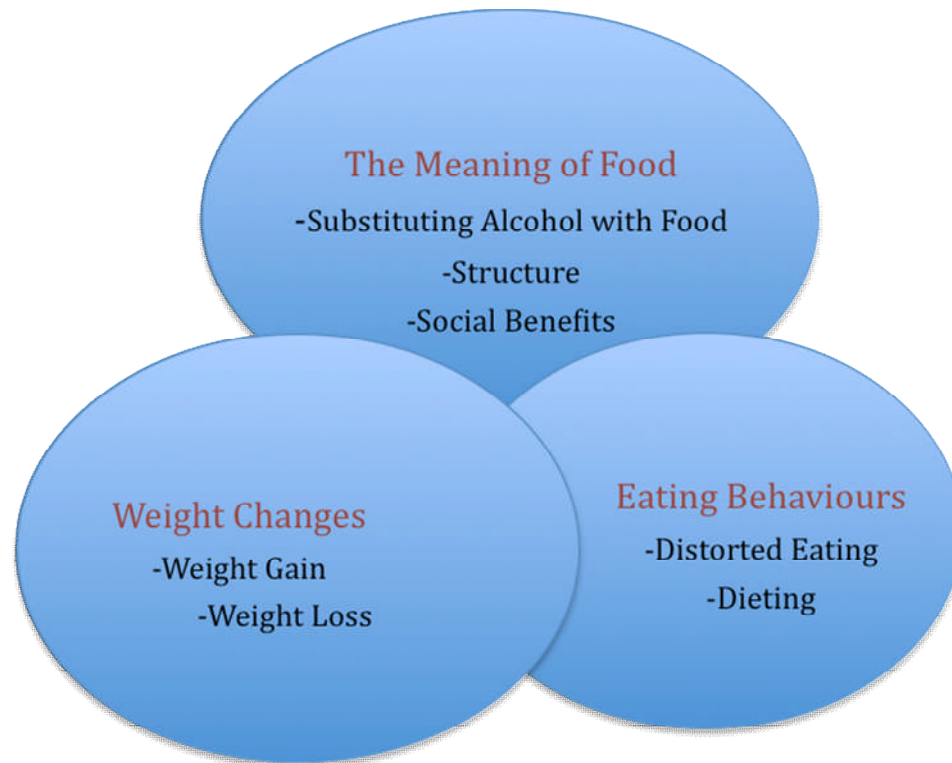 The Meaning of Food
-Substituting Alcohol with Food
-Structure
-Social Benefits
Weight Changes
-Weight Gain
-Weight Loss
Eating Behaviours
-Distorted Eating
-Dieting